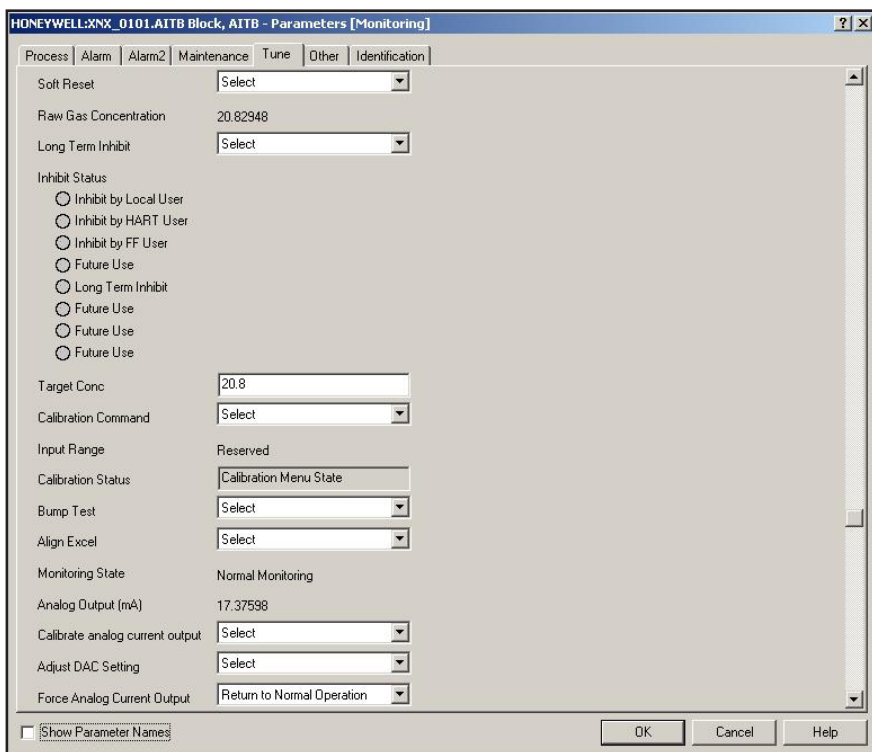 HONEYWELL:XNX_0101.AITB Block, AITB - Parameters [Monitoring]
Process Alarm Alarm2 Maintenance Tune Other Identification
Soft Reset Select
Raw Gas Concentration 20.82948
Long Term Inhibit Select
Inhibit Status
Inhibit by Local User
Inhibit by HART User
Inhibit by FF User
Future Use
Long Term Inhibit
Future Use
Future Use
Future Use
Target Conc 20.8
Calibration Command Select
Input Range Reserved
Calibration Status Calibration Menu State
Bump Test Select
Align Excel Select
Monitoring State Normal Monitoring
Analog Output (mA) 17.37598
Calibrate analog current output Select
Adjust DAC Setting Select
Force Analog Current Output Return to Normal Operation
Show Parameter Names OK Cancel Help